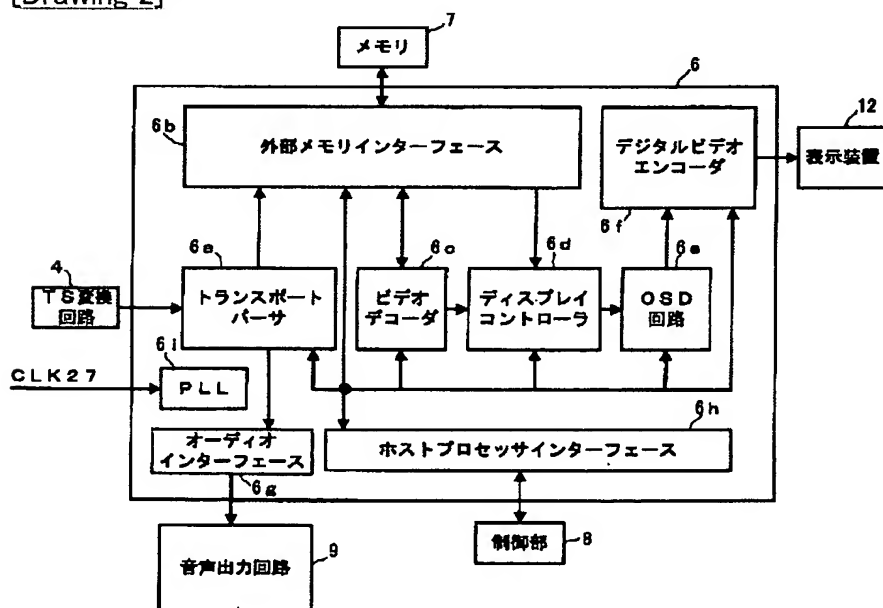 [Drawing 2]
7
メモリ
6
6b
外部メモリインターフェース
デジタルビデオ
エンコーダ
12
表示装置
6f
6a
6c
6d
6e
4
TS変換
回路
トランスポート
パーサ
ビデオ
デコーダ
ディスプレイ
コントローラ
OSD
回路
6i
CLK27
PLL
6h
オーディオ
インターフェース
ホストプロセッサインターフェース
6g
音声出力回路
9
制御部
8